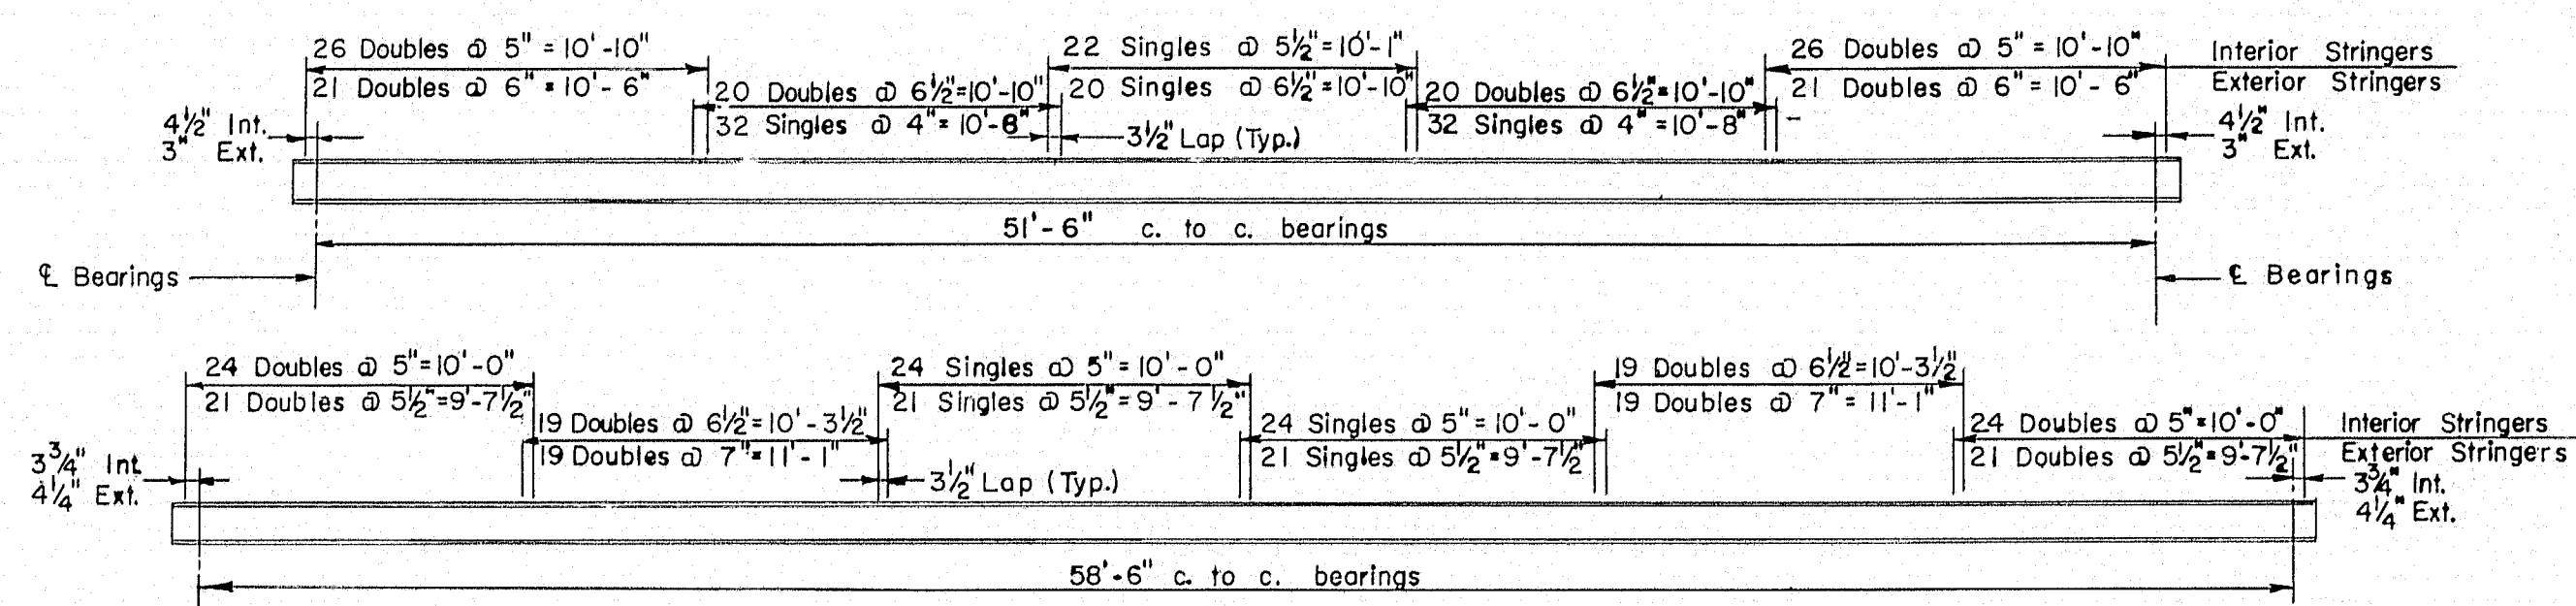 26 Doubles @ 5" = 10'-10"
21 Doubles @ 6" = 10'-6"
20 Doubles @ 6½"=10'-10"
32 Singles @ 4"= 10'-8"
22 Singles @ 5½"=10'-1"
20 Singles @ 6½"=10'-10"
20 Doubles @ 6½"=10'-10"
32 Singles @ 4"=10'-8"
26 Doubles @ 5" = 10'-10"
21 Doubles @ 6" = 10'-6"
Interior Stringers
Exterior Stringers
4½" Int.
3" Ext.
3½" Lap (Typ.)
4½" Int.
3" Ext.
51'-6" c. to c. bearings
℄ Bearings
℄ Bearings
24 Doubles @ 5"=10'-0"
21 Doubles @ 5½"=9'-7½"
19 Doubles @ 6½"=10'-3½"
19 Doubles @ 7"=11'-1"
24 Singles @ 5"=10'-0"
21 Singles @ 5½"=9'-7½"
24 Singles @ 5"=10'-0"
21 Singles @ 5½"=9'-7½"
19 Doubles @ 6½"=10'-3½"
19 Doubles @ 7"=11'-1"
24 Doubles @ 5"=10'-0"
21 Doubles @ 5½"=9'-7½"
Interior Stringers
Exterior Stringers
3¾" Int.
4¼" Ext.
3½" Lap (Typ.)
3¾" Int.
4¼" Ext.
58'-6" c. to c. bearings